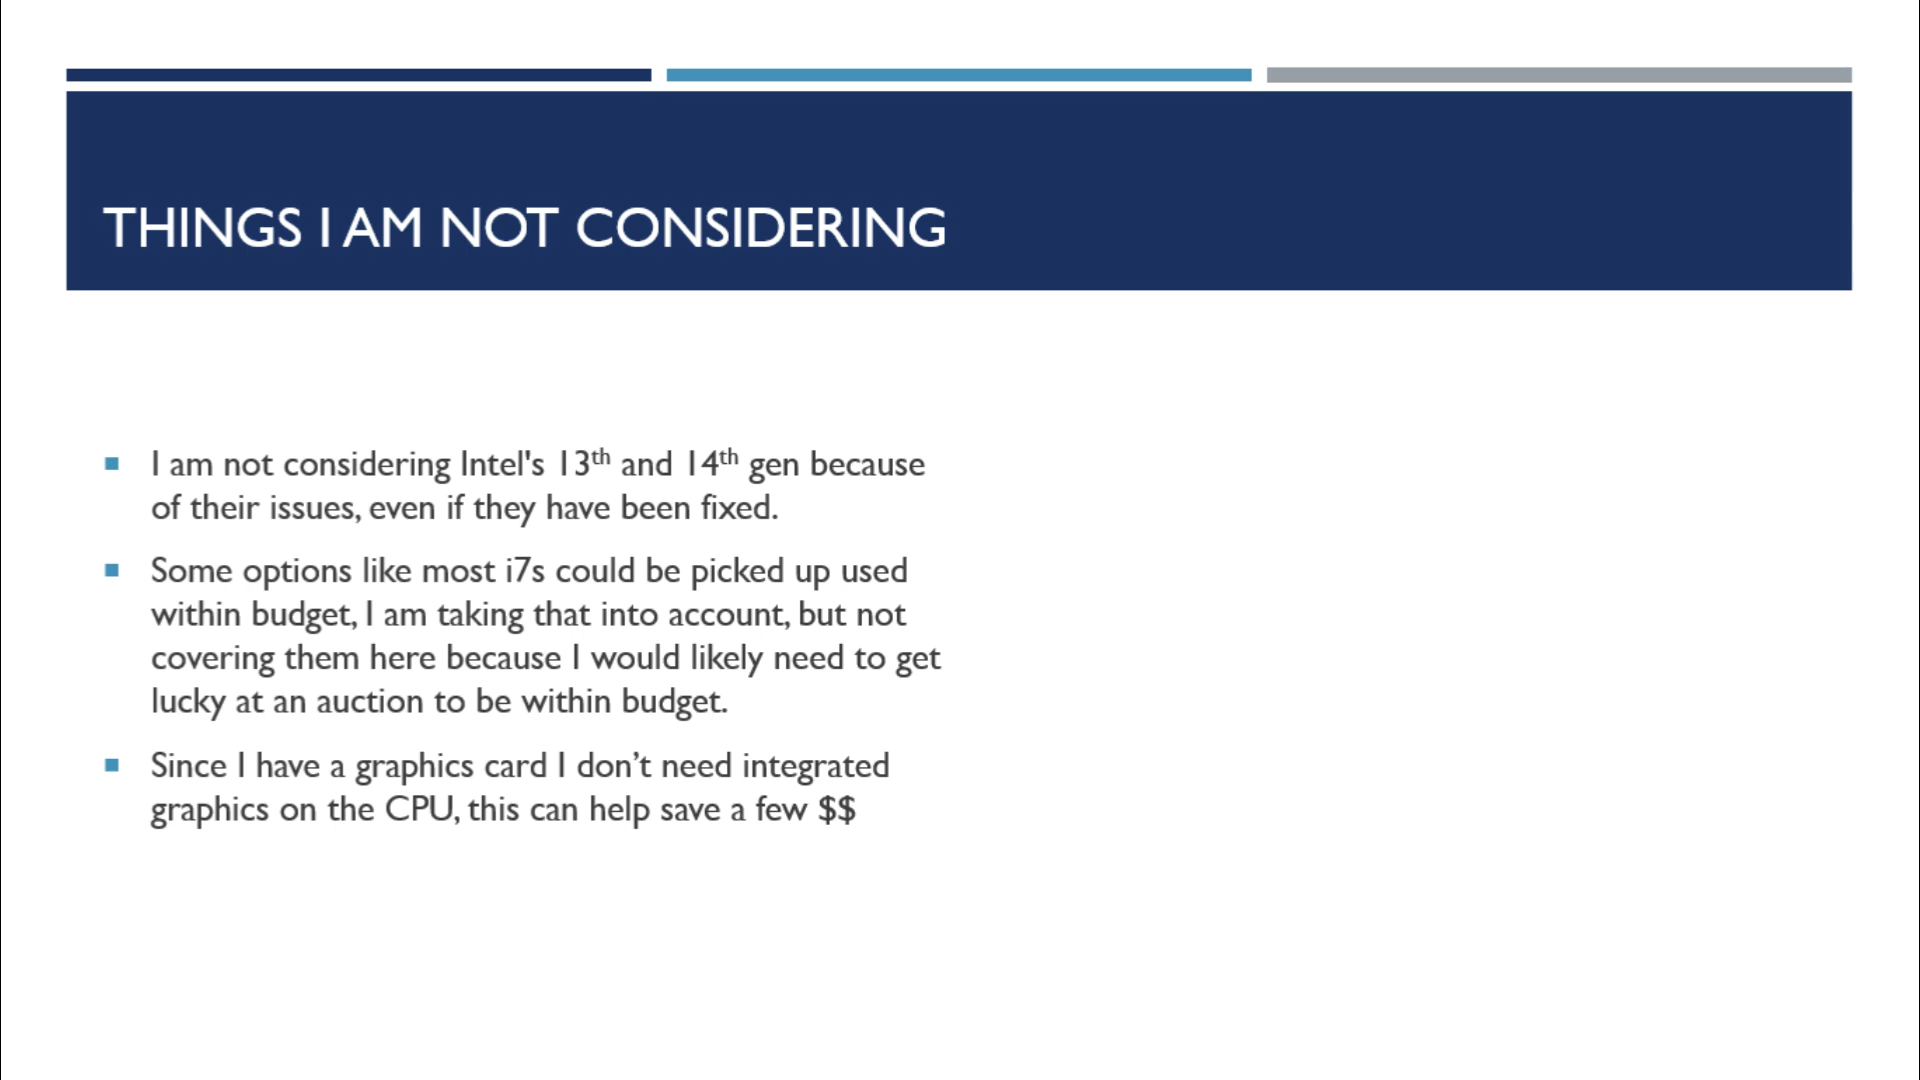 THINGS I AM NOT CONSIDERING
I am not considering Intel's 13th and 14th gen because
of their issues, even if they have been fixed.
Some options like most i7s could be picked up used
within budget, I am taking that into account, but not
covering them here because I would likely need to get
lucky at an auction to be within budget.
Since I have a graphics card I don’t need integrated
graphics on the CPU, this can help save a few $$